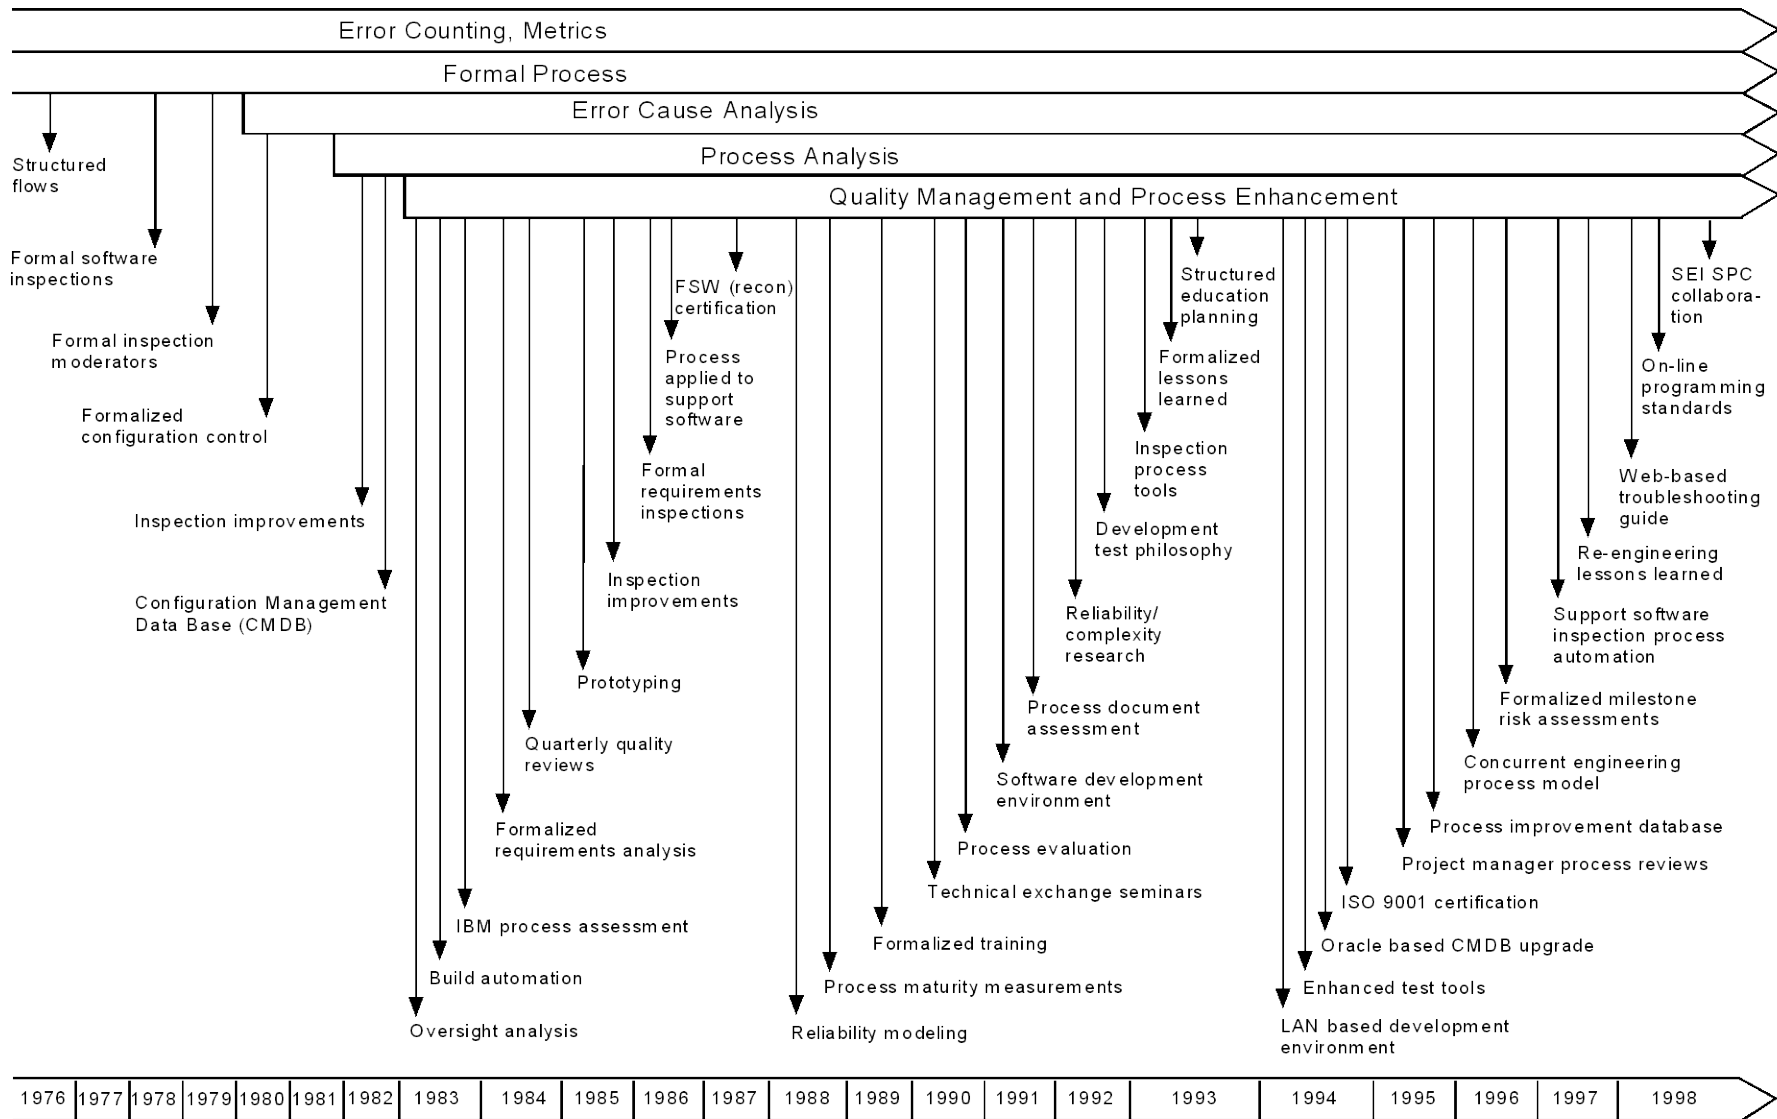 Error Counting, Metrics
Formal Process
Error Cause Analysis
Process Analysis
Quality Management and Process Enhancement
Structured
flows
Formal software
inspections
Formal inspection
moderators
Formalized
configuration control
Inspection improvements
Configuration Management
Data Base (CMDB)
Oversight analysis
Build automation
IBM process assessment
Formalized
requirements analysis
Quarterly quality
reviews
Prototyping
Inspection
improvements
Formal
requirements
inspections
Process
applied to
support
software
FSW (recon)
certification
Reliability modeling
Process maturity measurements
Formalized training
Technical exchange seminars
Process evaluation
Software development
environment
Process document
assessment
Reliability/
complexity
research
Development
test philosophy
Inspection
process
tools
Formalized
lessons
learned
Structured
education
planning
LAN based development
environment
Enhanced test tools
Oracle based CMDB upgrade
ISO 9001 certification
Project manager process reviews
Process improvement database
Concurrent engineering
process model
Formalized milestone
risk assessments
Support software
inspection process
automation
Re-engineering
lessons learned
Web-based
troubleshooting
guide
On-line
programming
standards
SEI SPC
collabora-
tion
1976 1977 1978 1979 1980 1981 1982 1983 1984 1985 1986 1987 1988 1989 1990 1991 1992 1993 1994 1995 1996 1997 1998